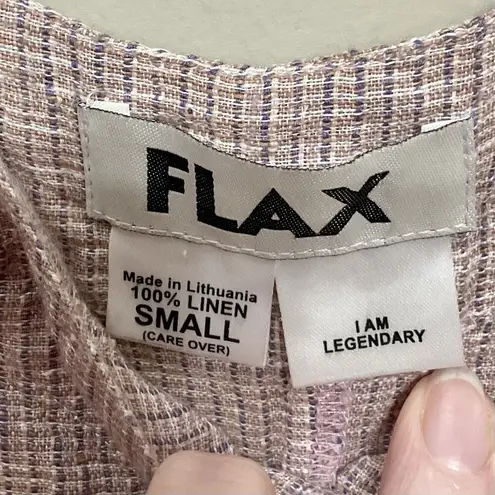 FLAX
Made in Lithuania
100% LINEN
SMALL
(CARE OVER)
I AM
LEGENDARY